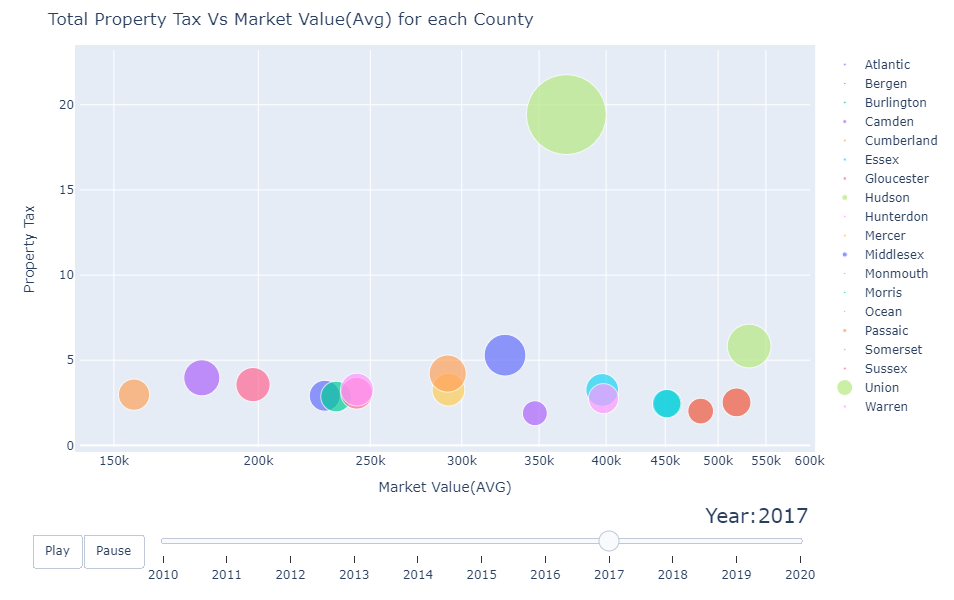 Total Property Tax Vs Market Value(Avg) for each County
Property Tax
20
15
10
5
0
150k
200k
250k
300k
350k
400k
450k
500k
550k
600k
Market Value(AVG)
Atlantic
Bergen
Burlington
Camden
Cumberland
Essex
Gloucester
Hudson
Hunterdon
Mercer
Middlesex
Monmouth
Morris
Ocean
Passaic
Somerset
Sussex
Union
Warren
Year:2017
Play
Pause
2010
2011
2012
2013
2014
2015
2016
2017
2018
2019
2020